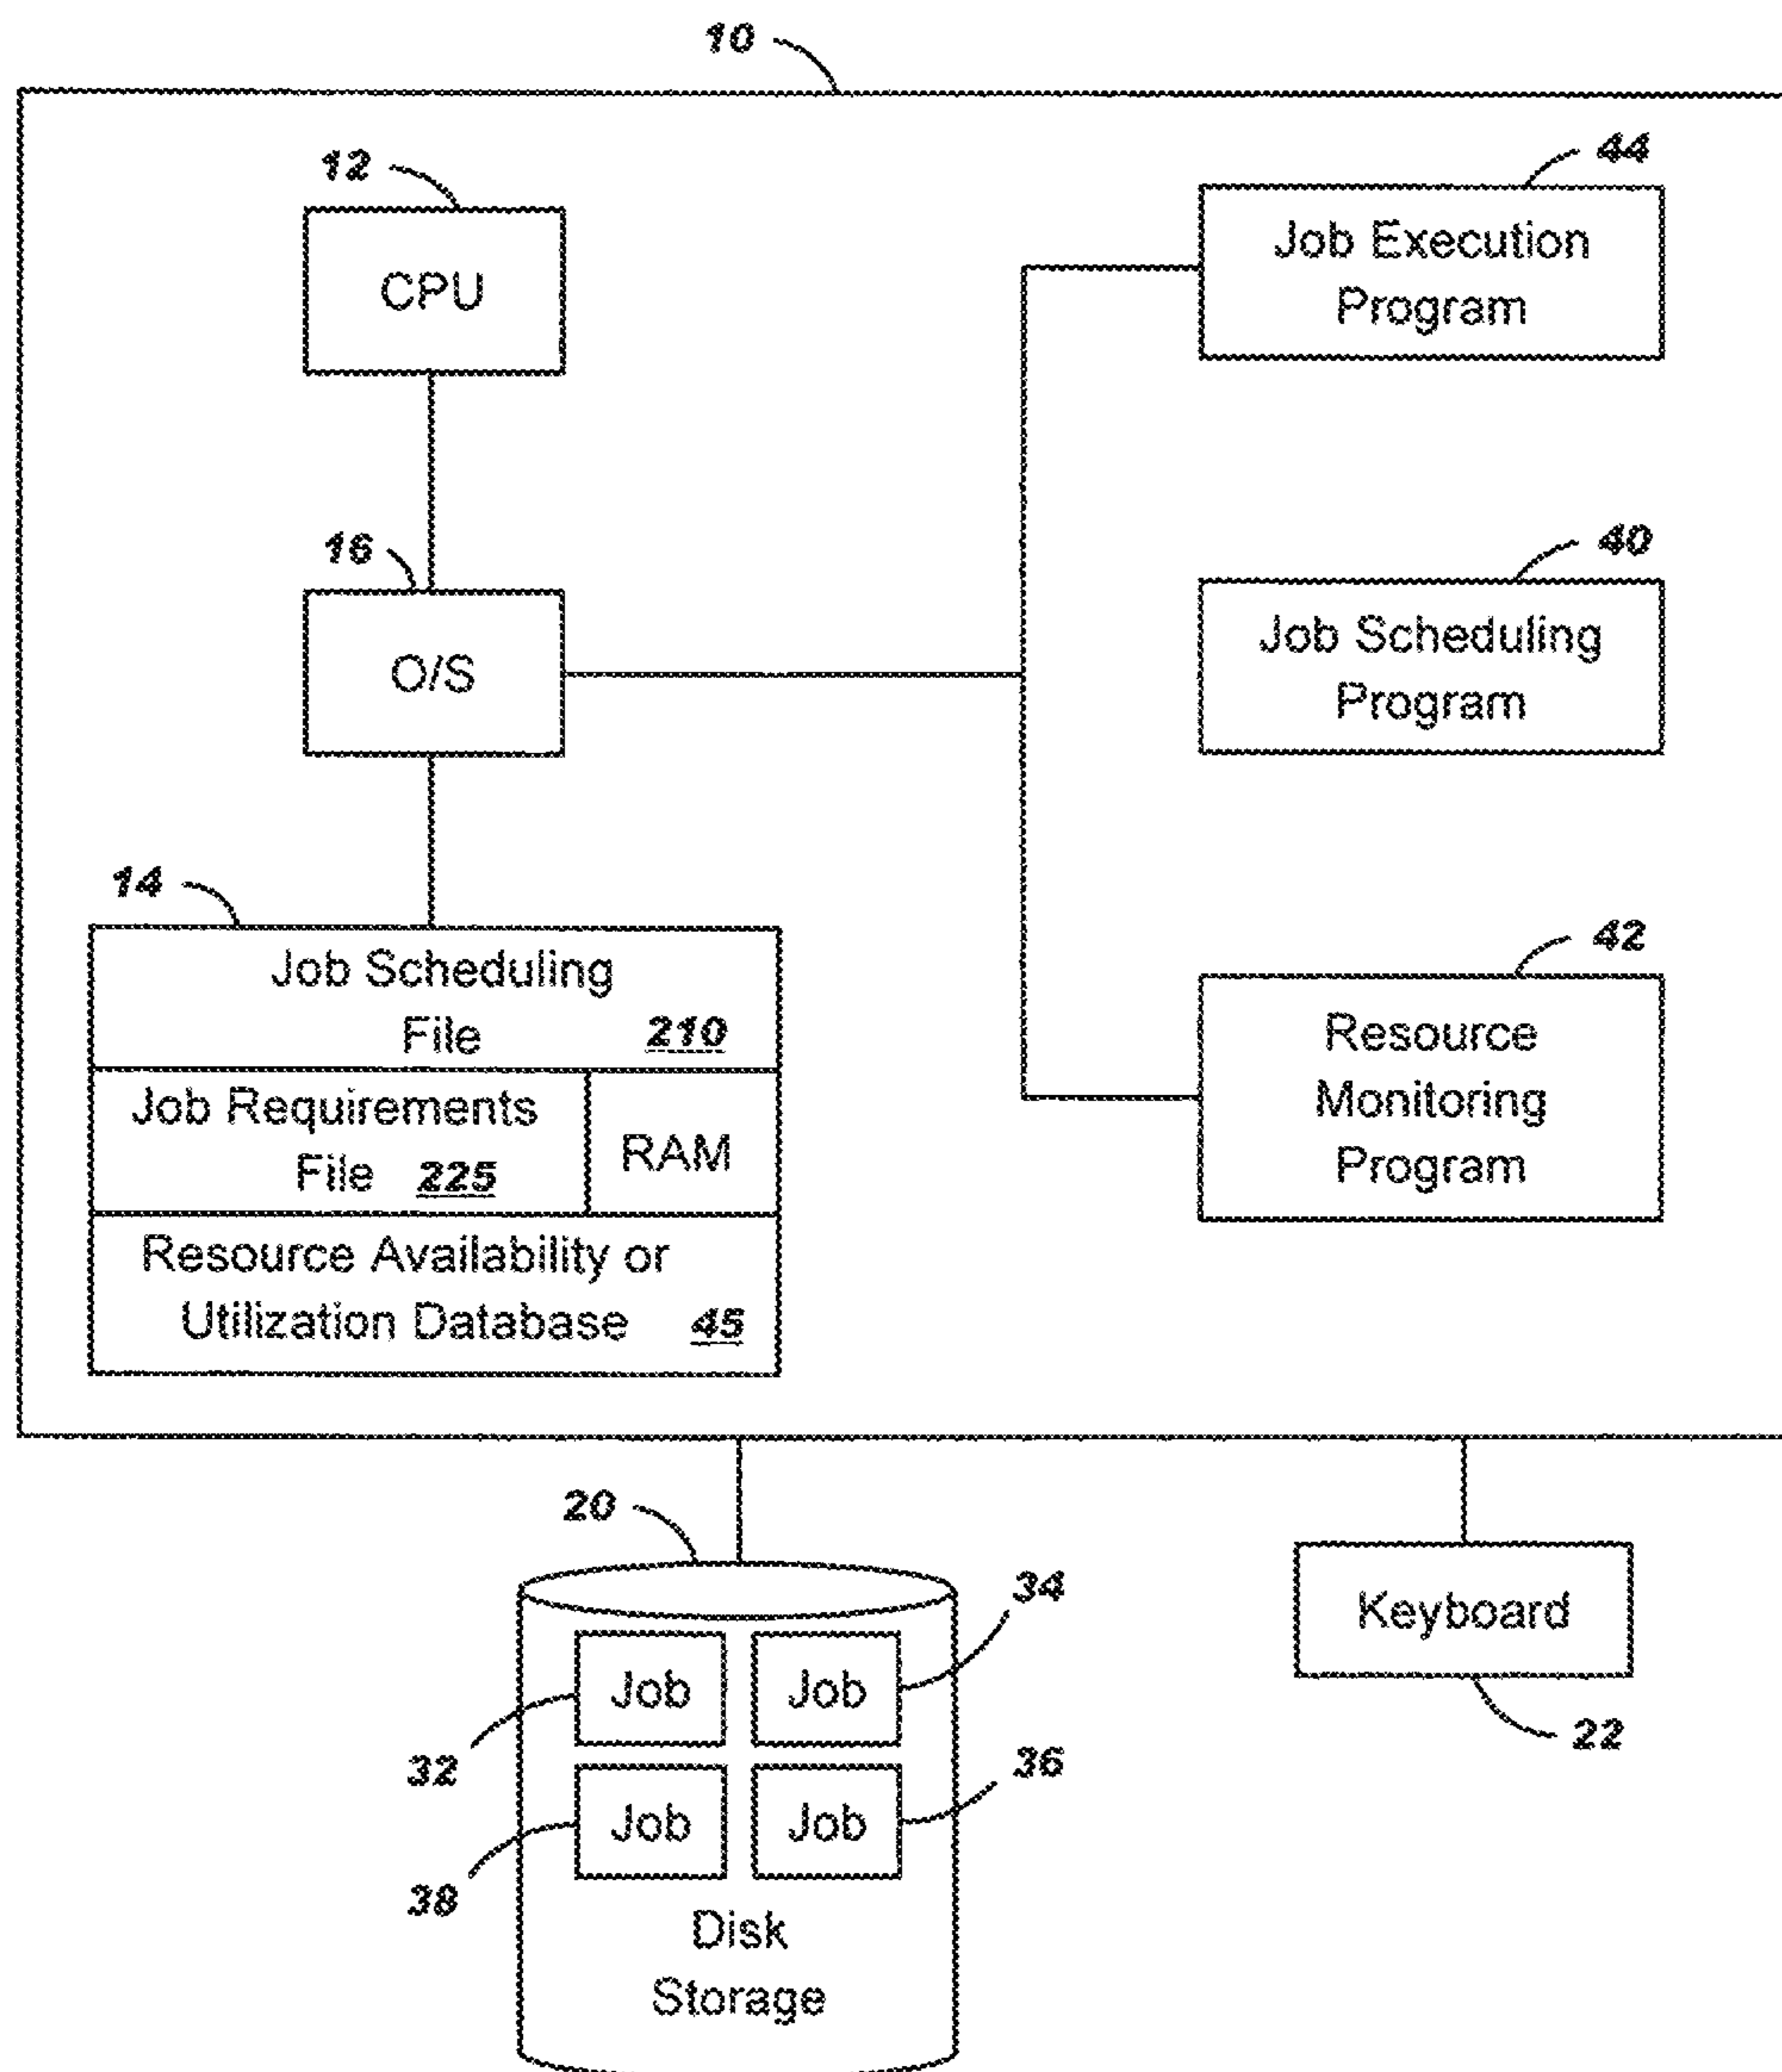 10
12
CPU
44
Job Execution
Program
16
O/S
40
Job Scheduling
Program
14
Job Scheduling
File 210
Job Requirements
File 225
RAM
Resource Availability or
Utilization Database 45
42
Resource
Monitoring
Program
20
34
Job
Job
32
36
Job
Job
38
Disk
Storage
Keyboard
22